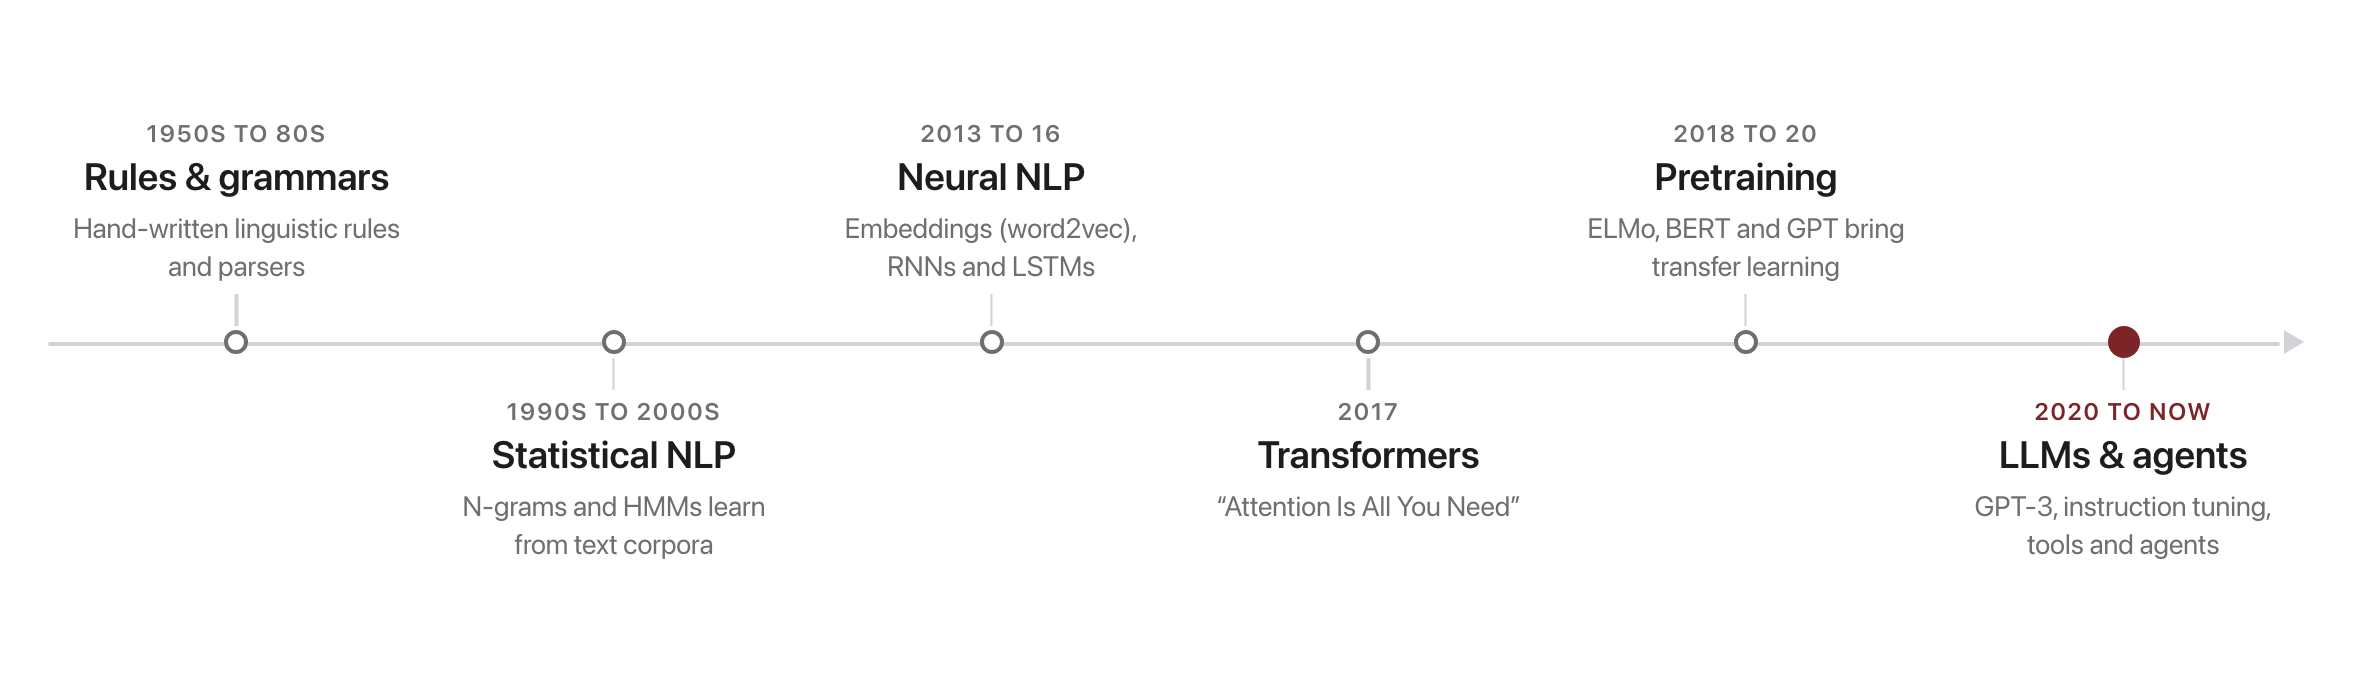 1950S TO 80S
Rules & grammars
Hand-written linguistic rules
and parsers
1990S TO 2000S
Statistical NLP
N-grams and HMMs learn
from text corpora
2013 TO 16
Neural NLP
Embeddings (word2vec),
RNNs and LSTMs
2017
Transformers
“Attention Is All You Need”
2018 TO 20
Pretraining
ELMo, BERT and GPT bring
transfer learning
2020 TO NOW
LLMs & agents
GPT-3, instruction tuning,
tools and agents